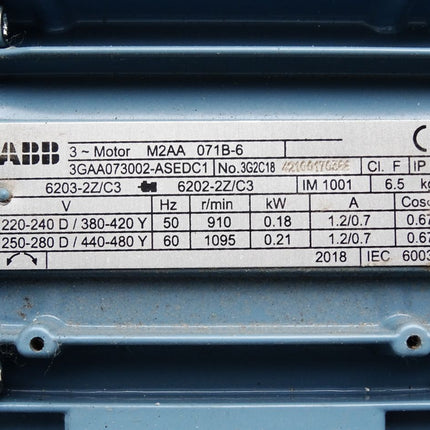 ABB 3 ~ Motor M2AA 071B-6
3GAA073002-ASEDC1 No. 3G2C18 Cl. F IP
6203-2Z/C3 6202-2Z/C3 IM 1001 6.5 k
V Hz r/min kW A Cos
220-240 D / 380-420 Y 50 910 0.18 1.2/0.7 0.67
250-280 D / 440-480 Y 60 1095 0.21 1.2/0.7 0.67
2018 IEC 6003